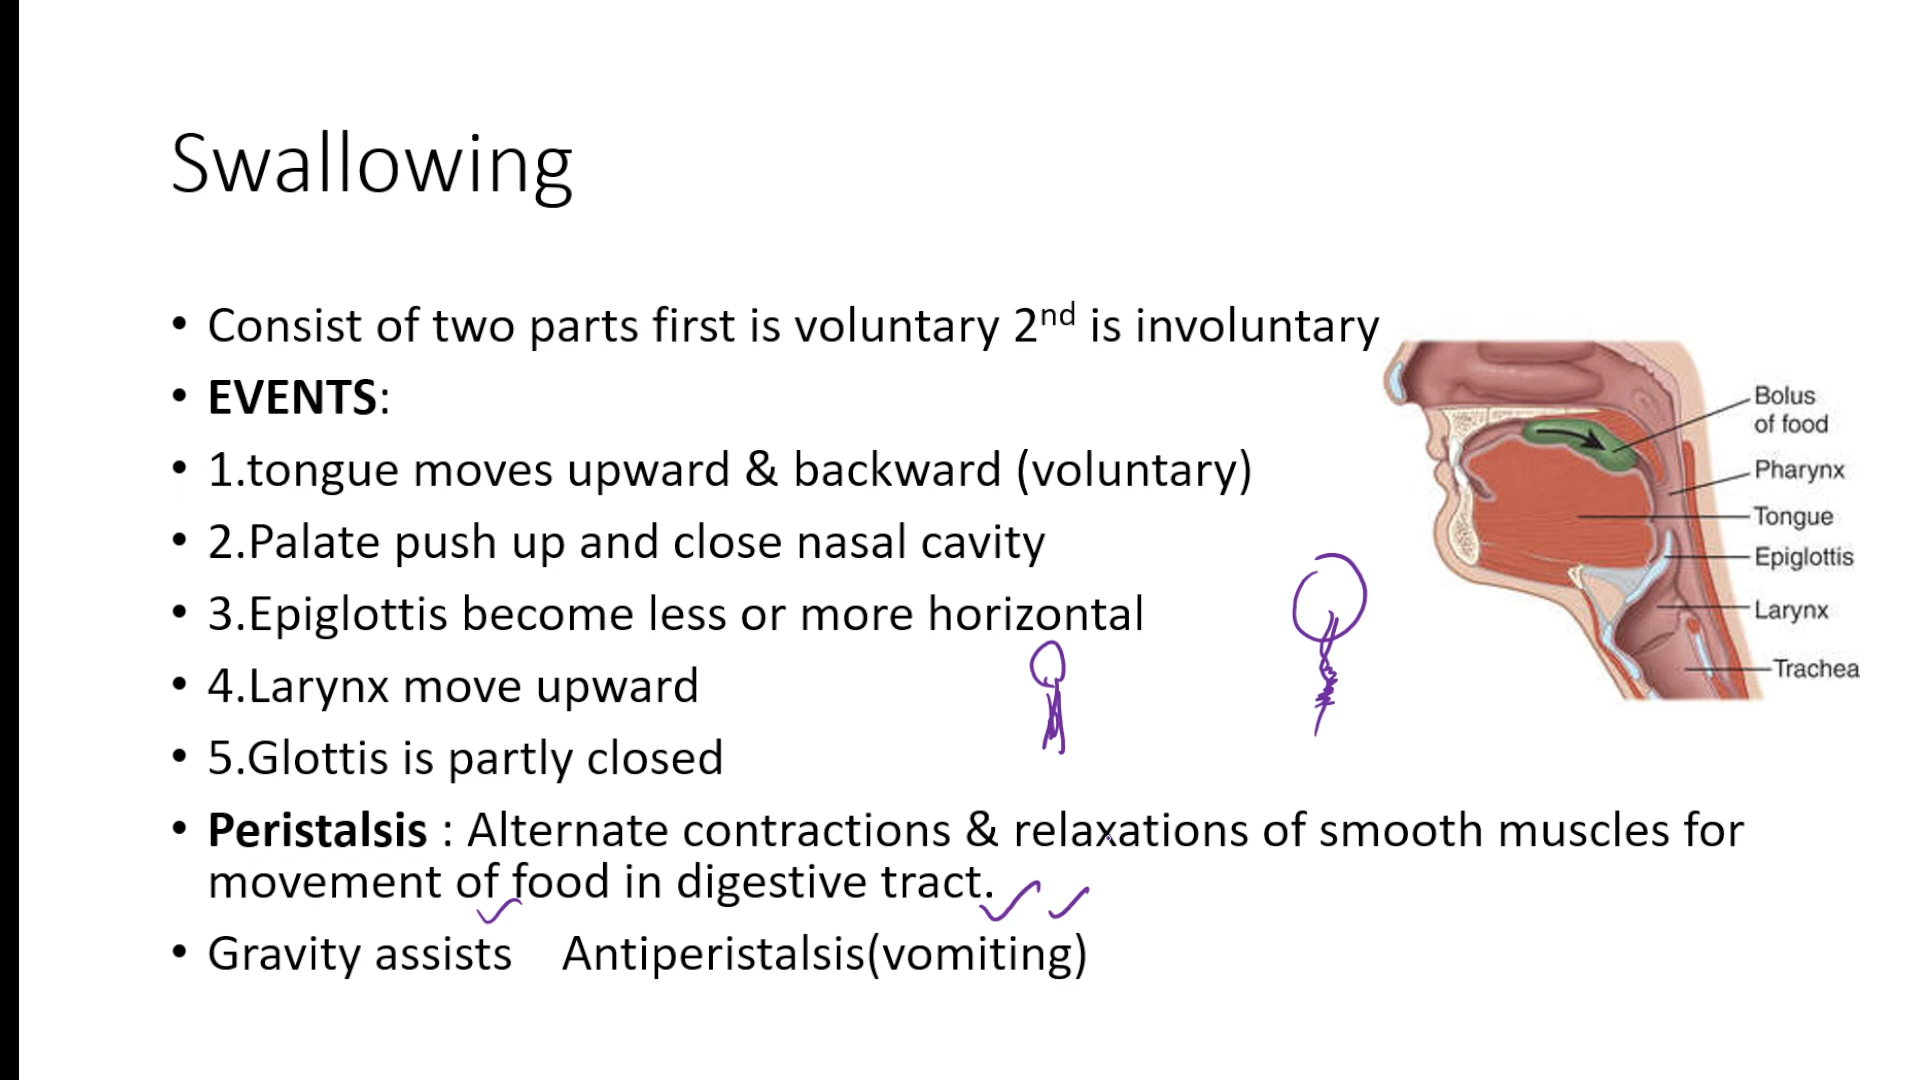 Swallowing
• Consist of two parts first is voluntary 2nd is involuntary
• EVENTS:
• 1.tongue moves upward & backward (voluntary)
• 2.Palate push up and close nasal cavity
• 3.Epiglottis become less or more horizontal
• 4.Larynx move upward
• 5.Glottis is partly closed
• Peristalsis : Alternate contractions & relaxations of smooth muscles for
movement of food in digestive tract.
• Gravity assists Antiperistalsis(vomiting)
Bolus
of food
Pharynx
Tongue
Epiglottis
Larynx
Trachea